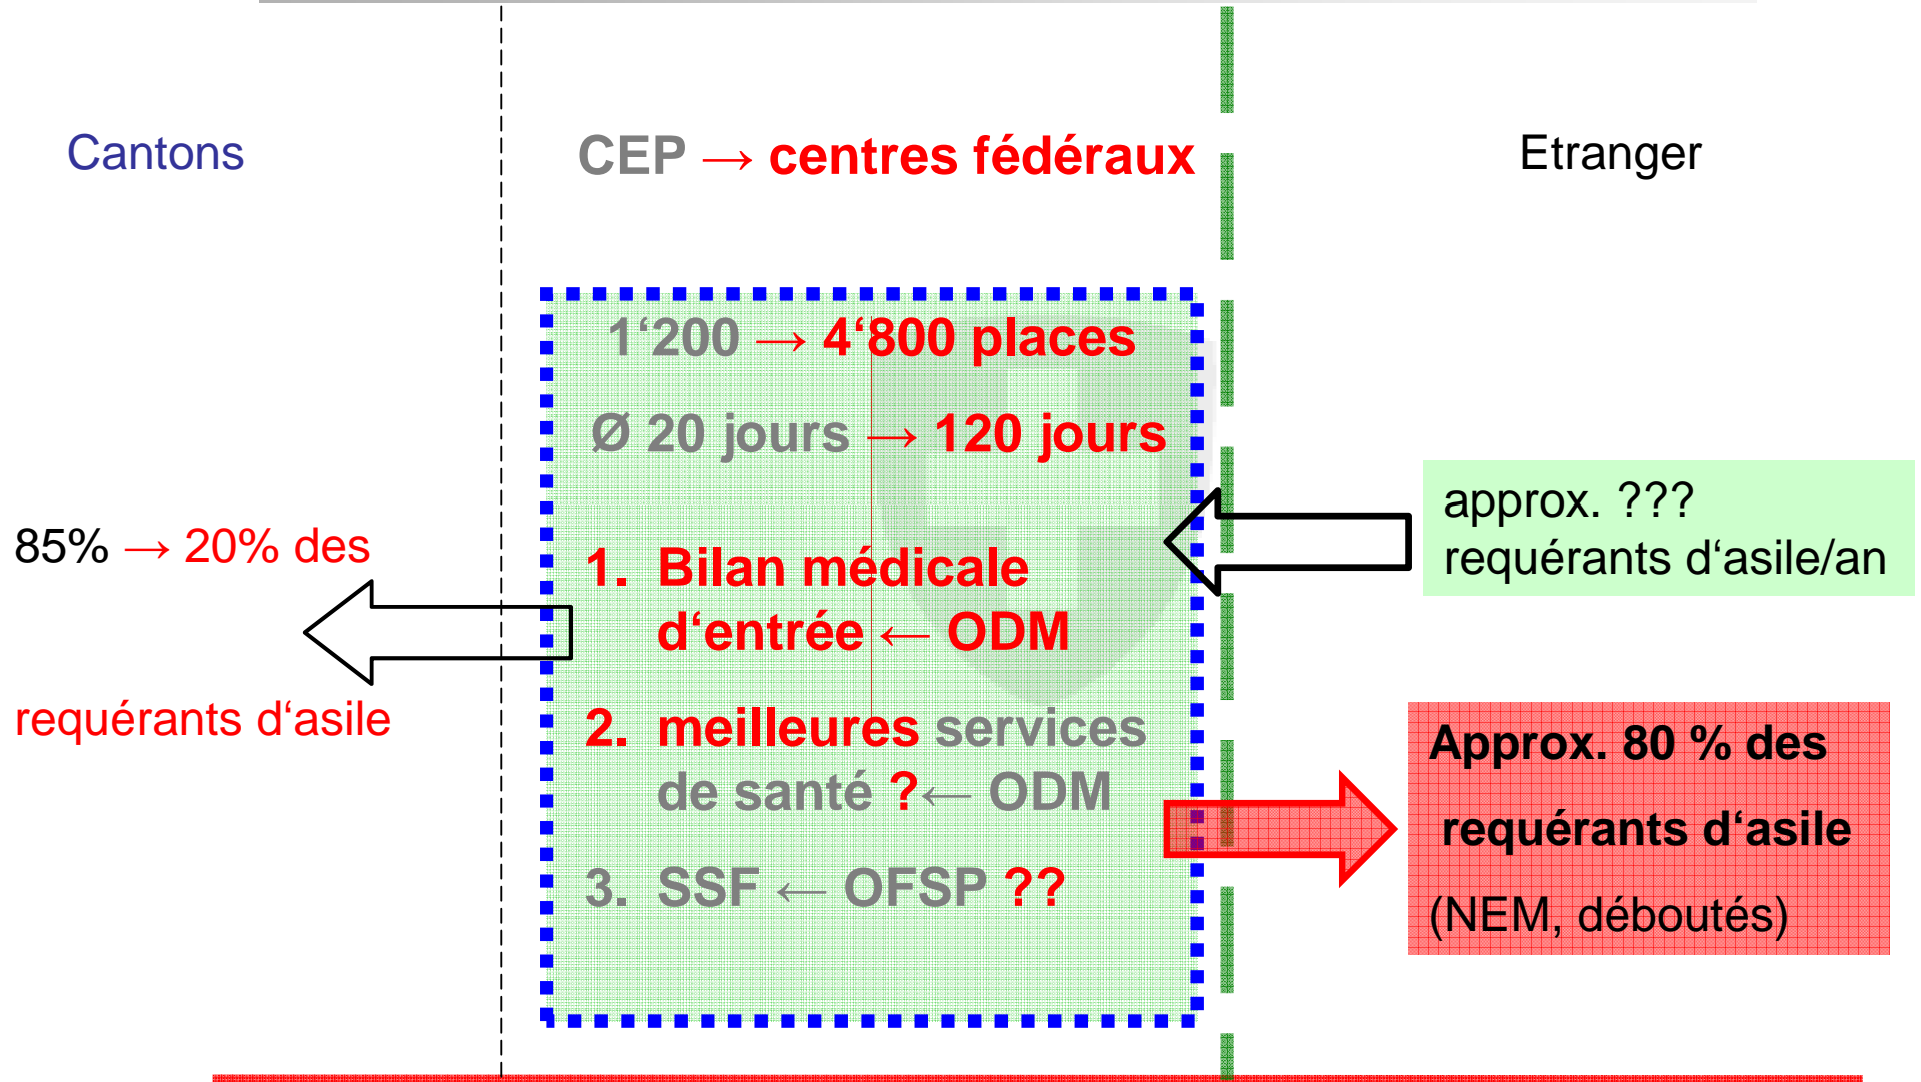 Cantons
CEP → centres fédéraux
Etranger
1‘200 → 4‘800 places
Ø 20 jours → 120 jours
85% → 20% des
requérants d‘asile
1. Bilan médicale
d‘entrée ← ODM
2. meilleures services
de santé ?← ODM
3. SSF ← OFSP ??
approx. ???
requérants d‘asile/an
Approx. 80 % des
requérants d‘asile
(NEM, déboutés)